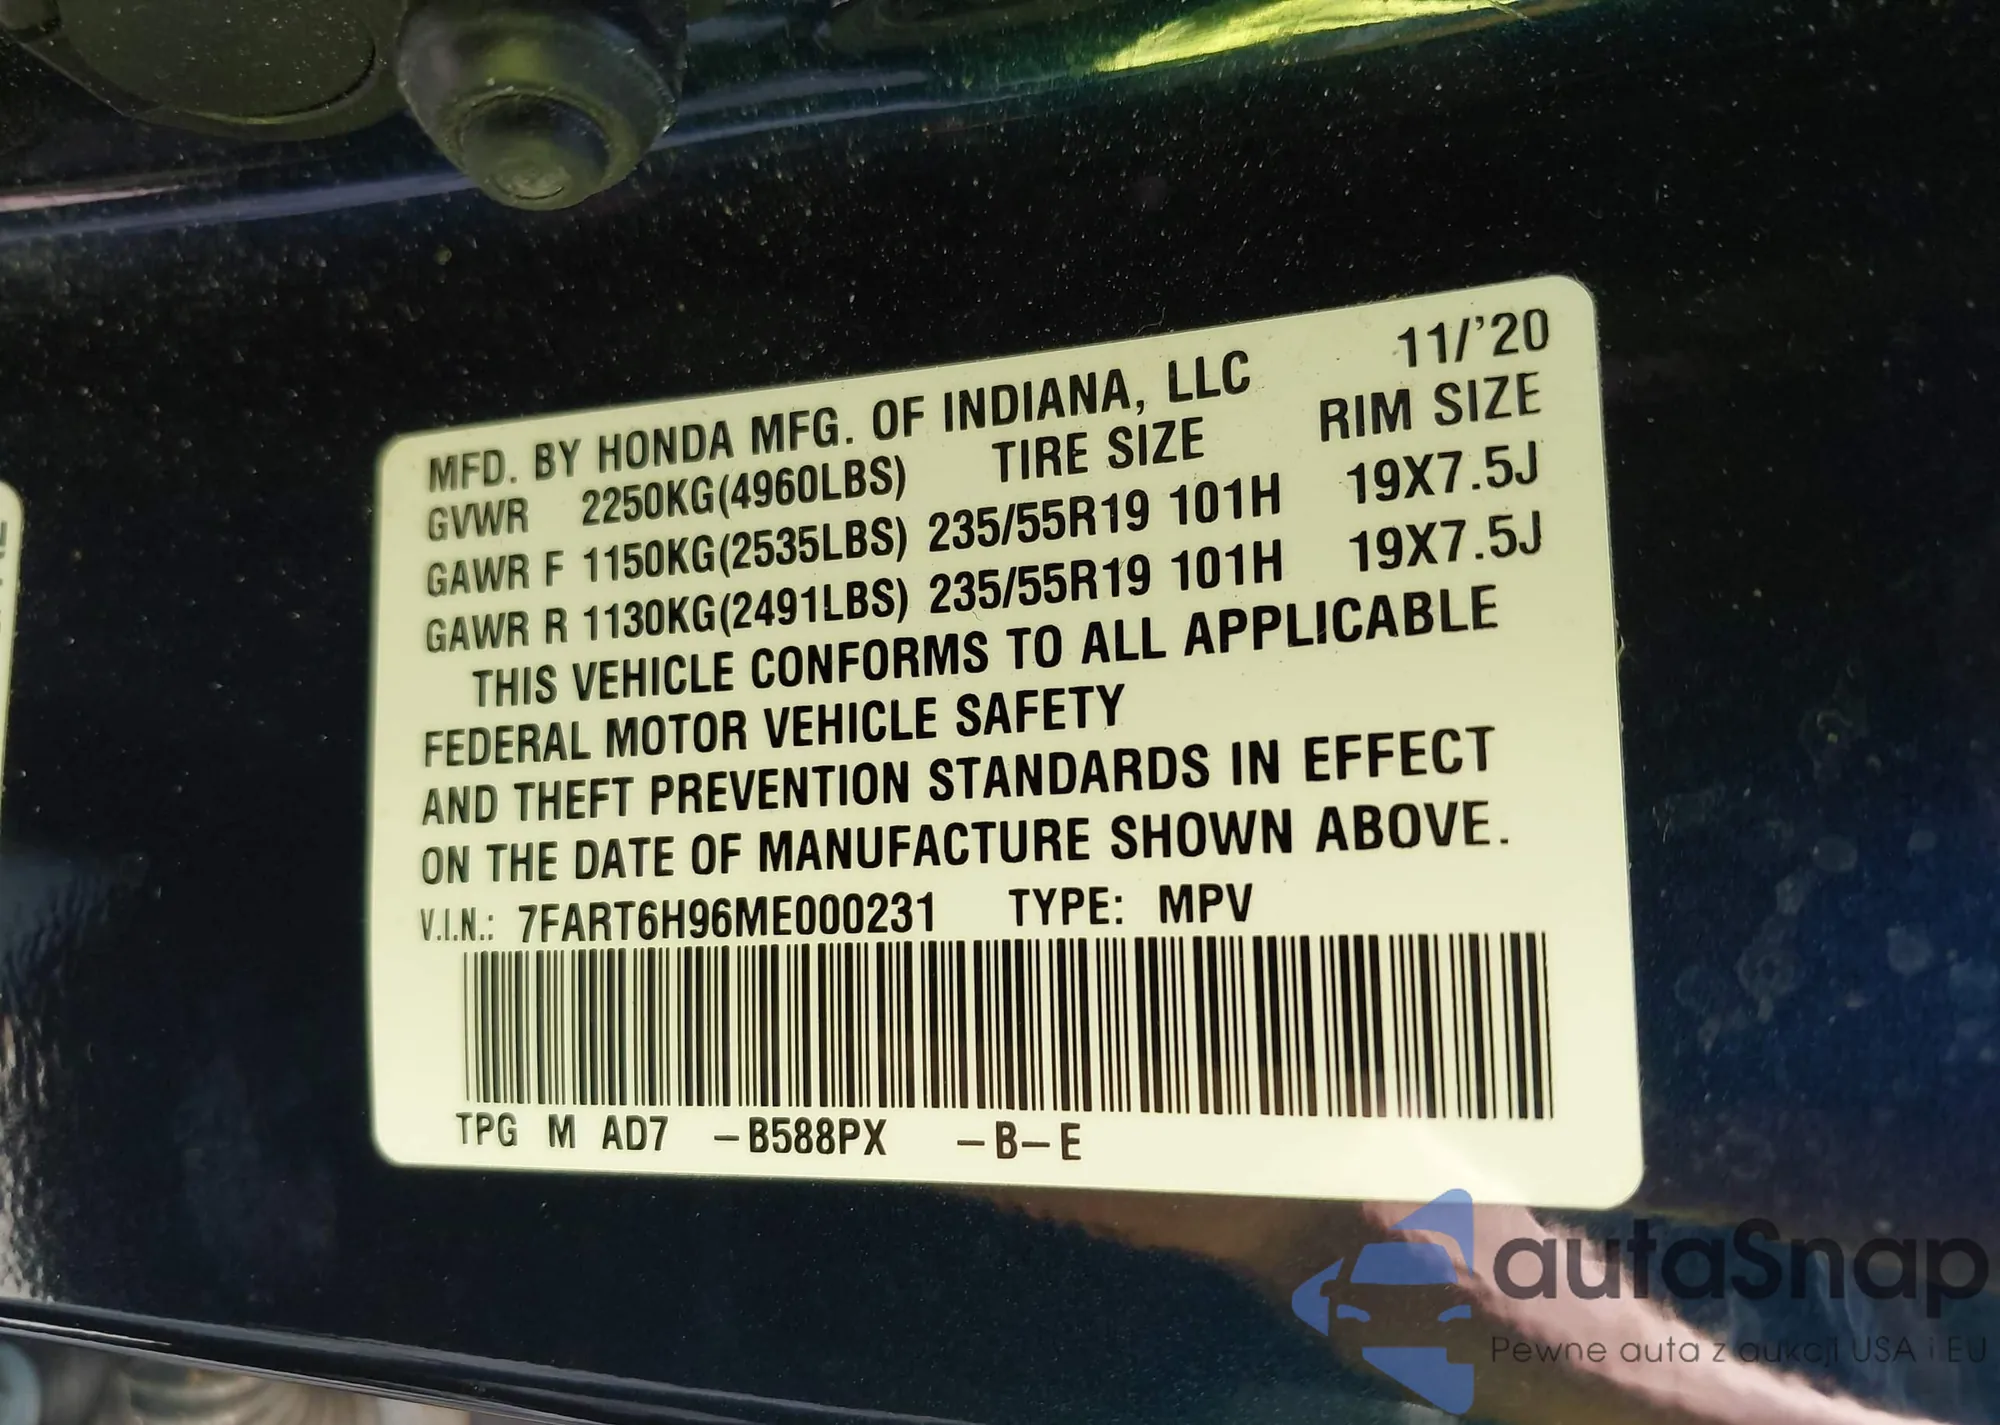 11/'20
MFD. BY HONDA MFG. OF INDIANA, LLC
GVWR 2250KG(4960LBS) TIRE SIZE RIM SIZE
GAWR F 1150KG(2535LBS) 235/55R19 101H 19X7.5J
GAWR R 1130KG(2491LBS) 235/55R19 101H 19X7.5J
THIS VEHICLE CONFORMS TO ALL APPLICABLE
FEDERAL MOTOR VEHICLE SAFETY
AND THEFT PREVENTION STANDARDS IN EFFECT
ON THE DATE OF MANUFACTURE SHOWN ABOVE.
V.I.N.: 7FART6H96ME000231 TYPE: MPV
TPG M AD7 -B588PX -B-E
autaSnap
Pewne auta z aukcji USA i EU